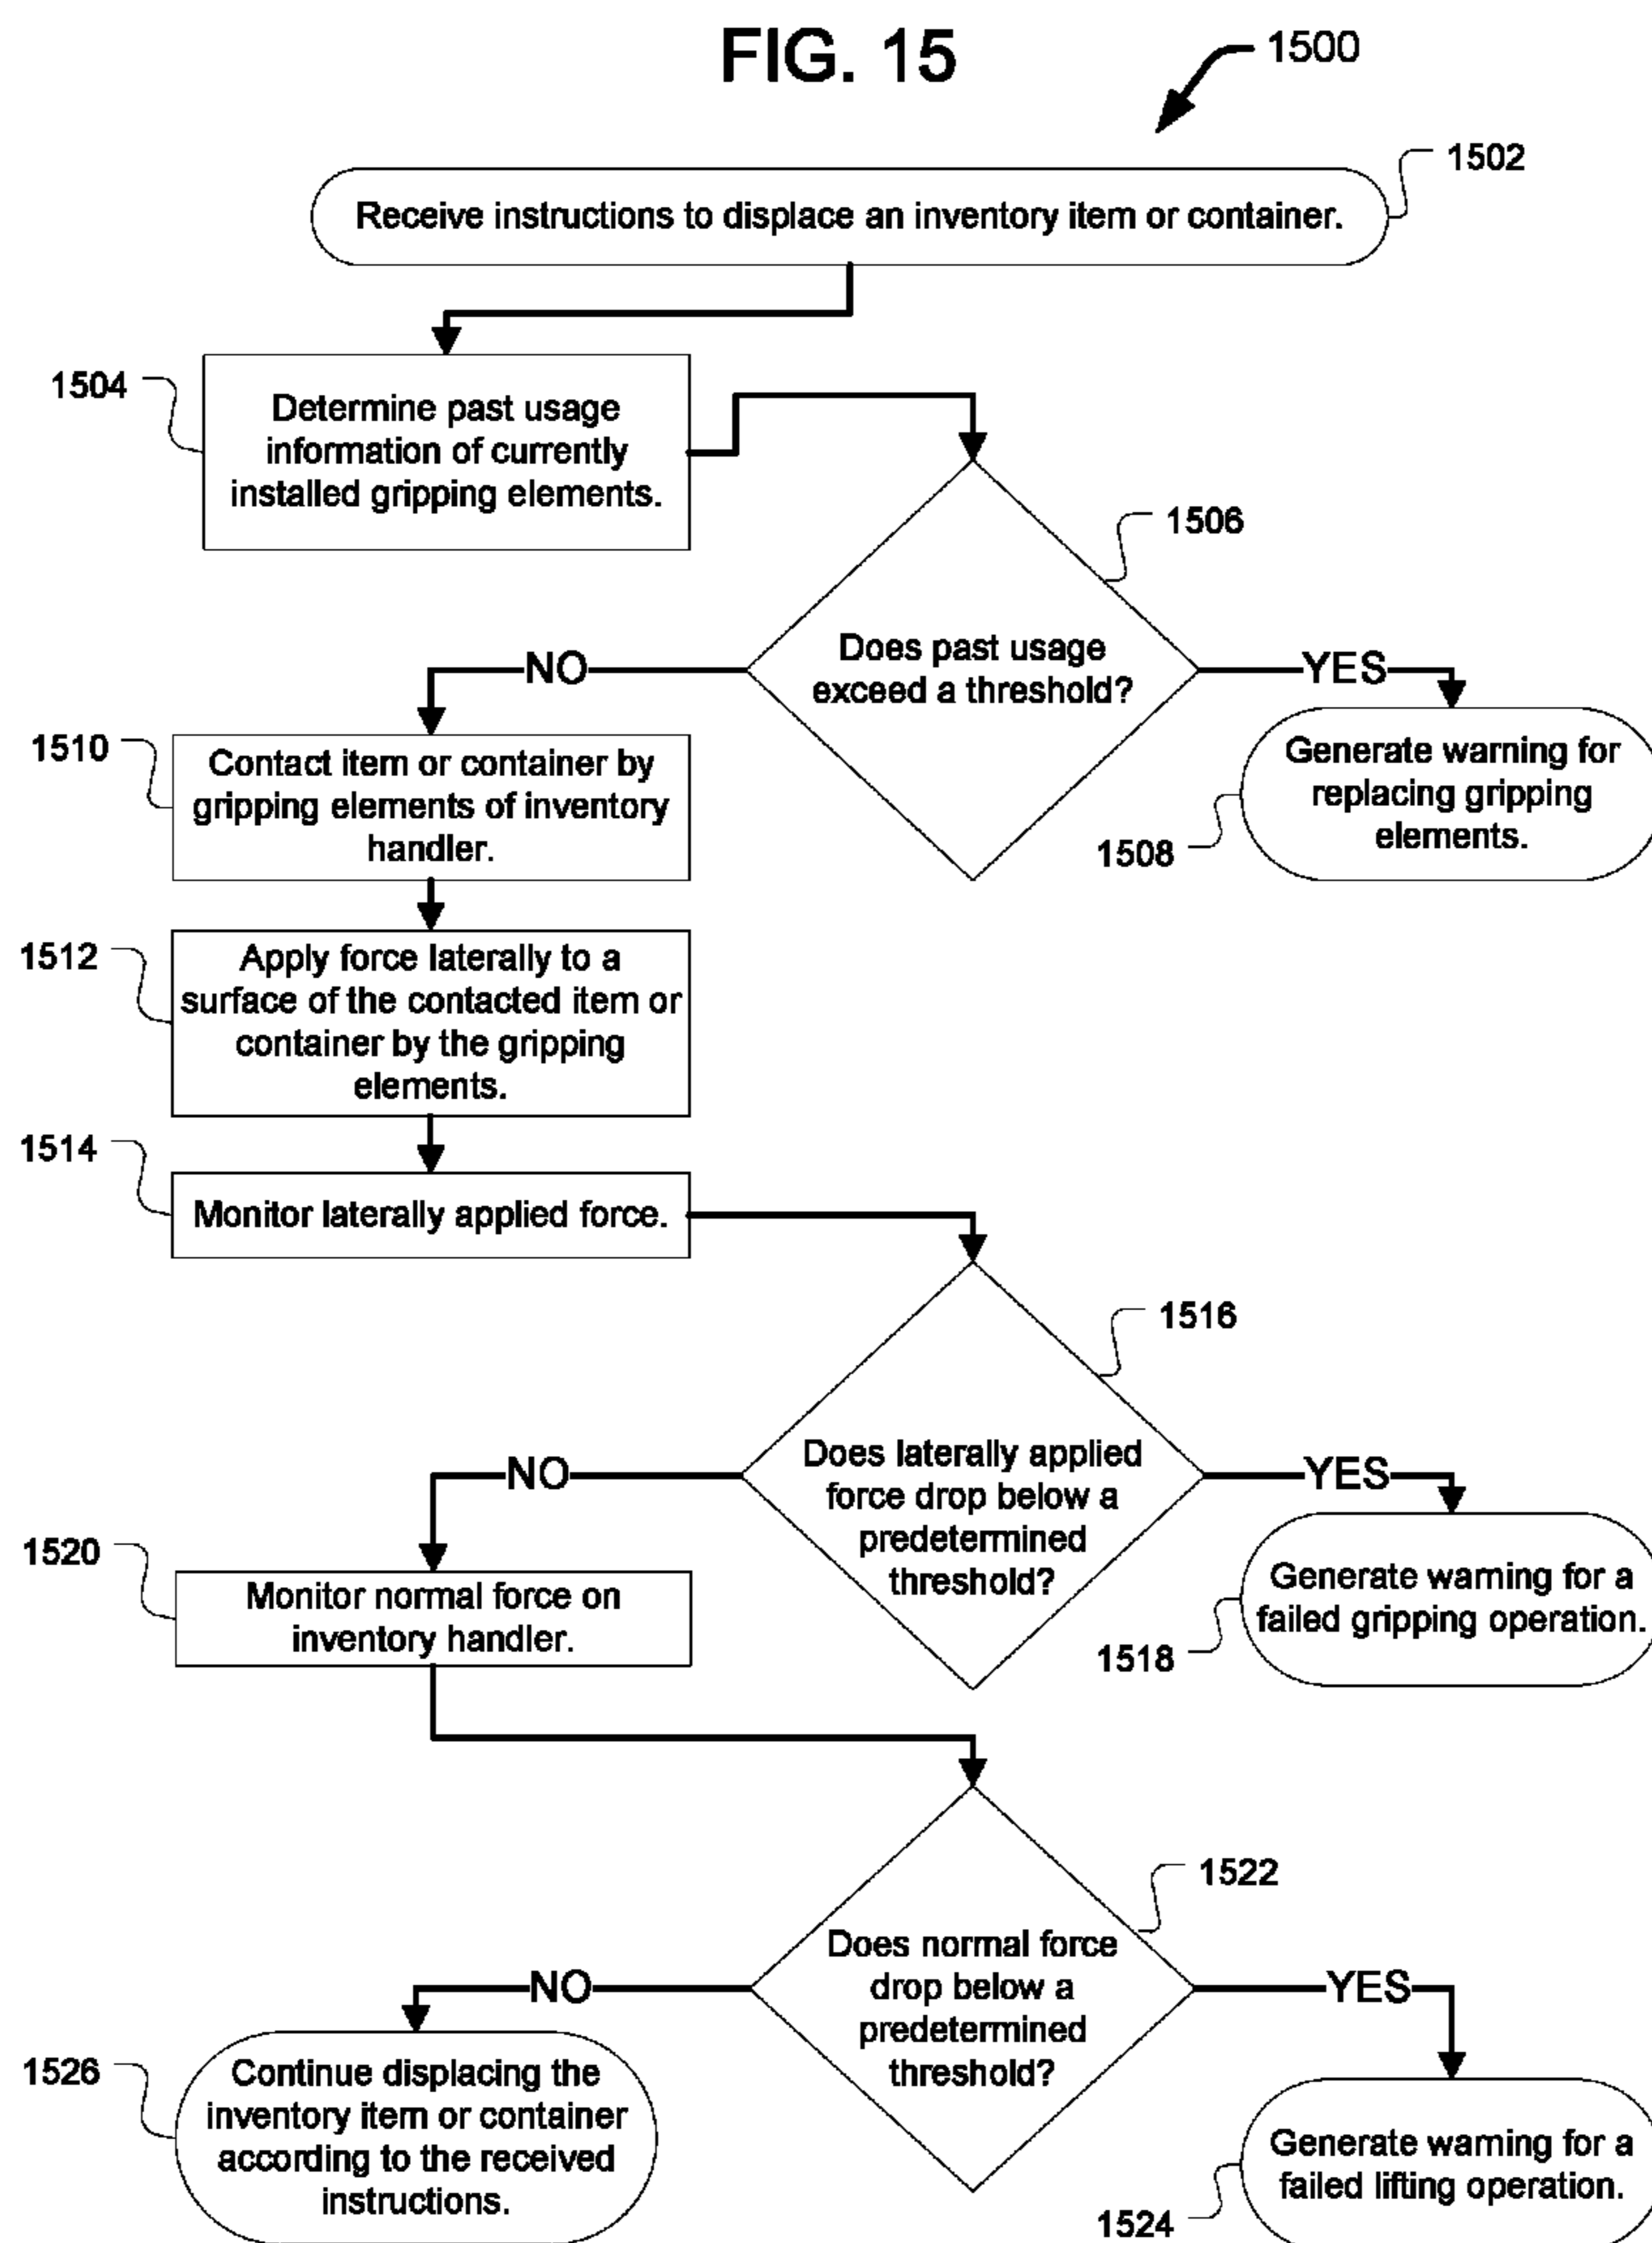 FIG. 15
1500
1502
Receive instructions to displace an inventory item or container.
1504
Determine past usage
information of currently
installed gripping elements.
1506
Does past usage
exceed a threshold?
NO
YES
1508
Generate warning for
replacing gripping
elements.
1510
Contact item or container by
gripping elements of inventory
handler.
1512
Apply force laterally to a
surface of the contacted item or
container by the gripping
elements.
1514
Monitor laterally applied force.
1516
Does laterally applied
force drop below a
predetermined
threshold?
NO
YES
1518
Generate warning for a
failed gripping operation.
1520
Monitor normal force on
inventory handler.
1522
Does normal force
drop below a
predetermined
threshold?
NO
YES
1524
Generate warning for a
failed lifting operation.
1526
Continue displacing the
inventory item or container
according to the received
instructions.